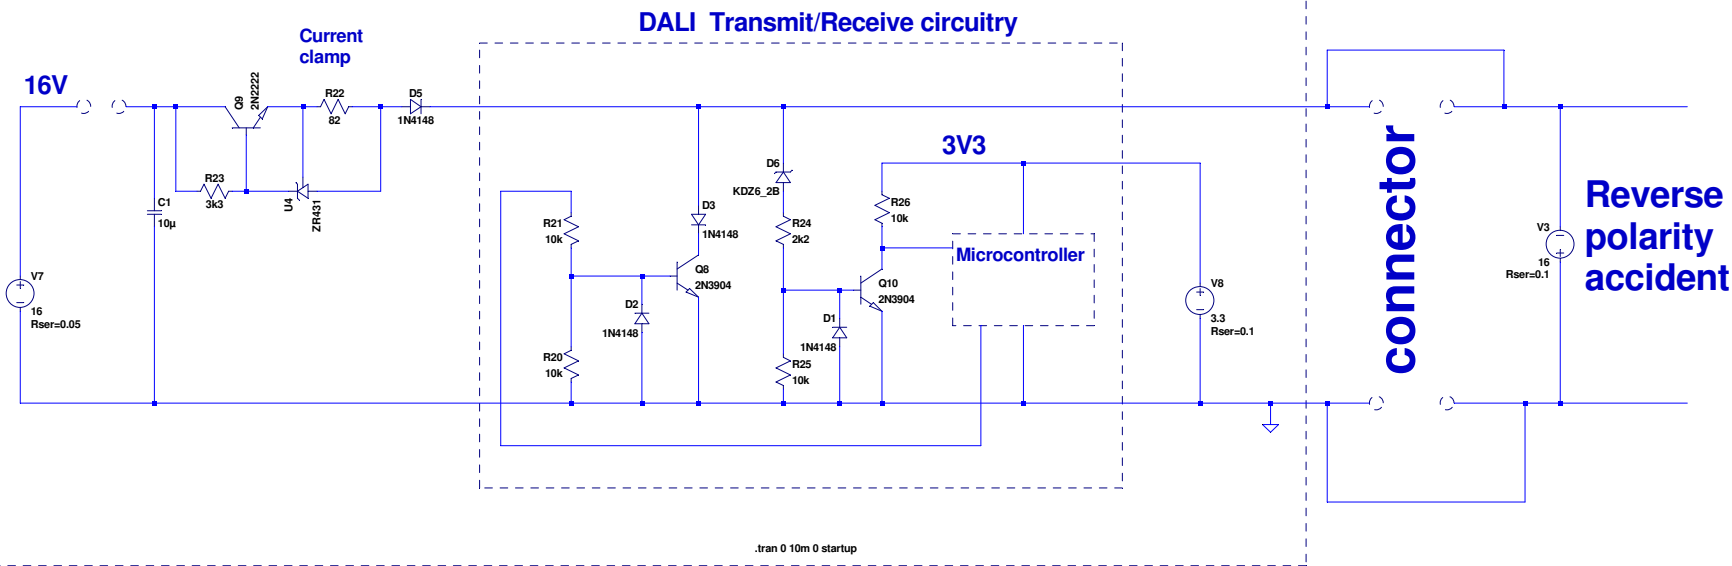 DALI  Transmit/Receive circuitry
Current
clamp
16V
Q9
2N2222
R22
82
D5
1N4148
R23
3k3
U4
ZR431
C1
10µ
V7
16
Rser=0.05
R21
10k
R20
10k
D2
1N4148
D3
1N4148
Q8
2N3904
D6
KDZ6_2B
R24
2k2
R25
10k
D1
1N4148
3V3
R26
10k
Q10
2N3904
Microcontroller
V8
3.3
Rser=0.1
connector
V3
16
Rser=0.1
Reverse
polarity
accident
.tran 0 10m 0 startup